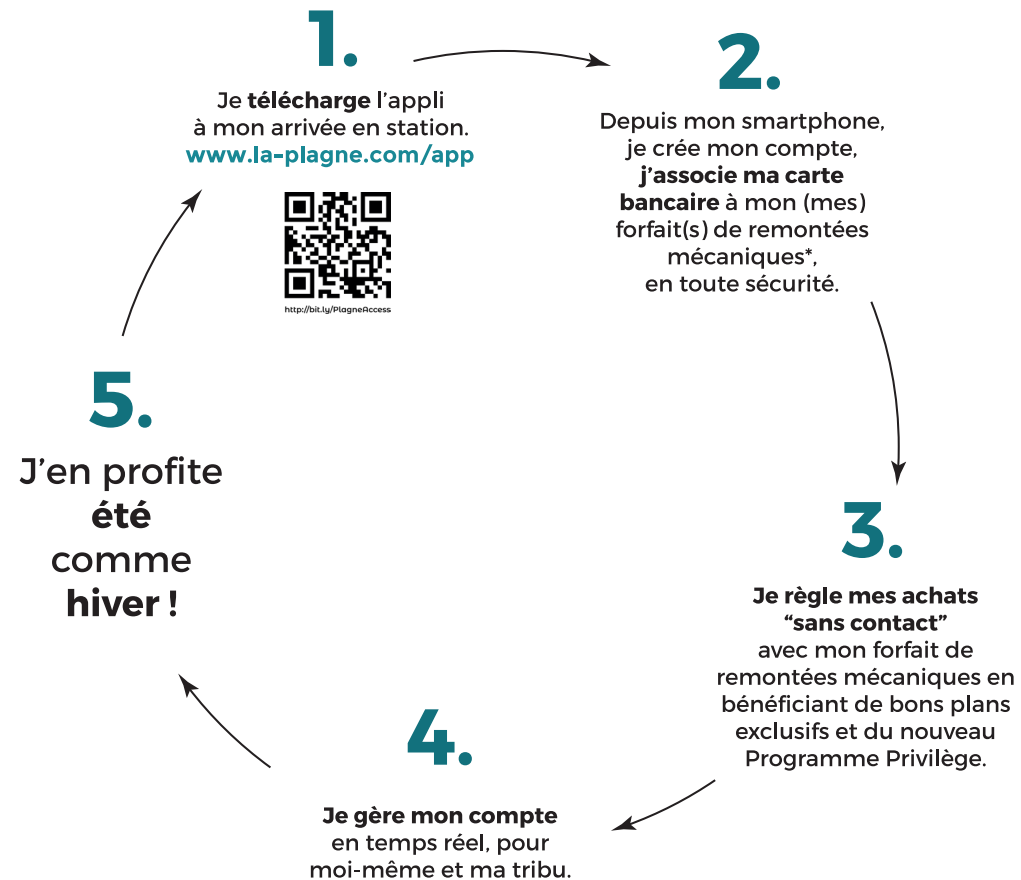 1.
Je télécharge l'appli
à mon arrivée en station.
www.la-plagne.com/app
http://bit.ly/PlagneAccess
2.
Depuis mon smartphone,
je crée mon compte,
j'associe ma carte
bancaire à mon (mes)
forfait(s) de remontées
mécaniques*,
en toute sécurité.
3.
Je règle mes achats
“sans contact”
avec mon forfait de
remontées mécaniques en
bénéficiant de bons plans
exclusifs et du nouveau
Programme Privilège.
4.
Je gère mon compte
en temps réel, pour
moi-même et ma tribu.
5.
J'en profite
été
comme
hiver !